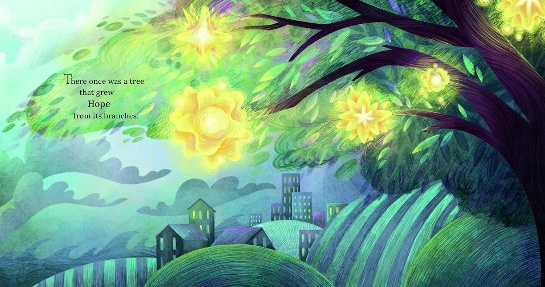 There once was a tree
that grew
Hope
from its branches.